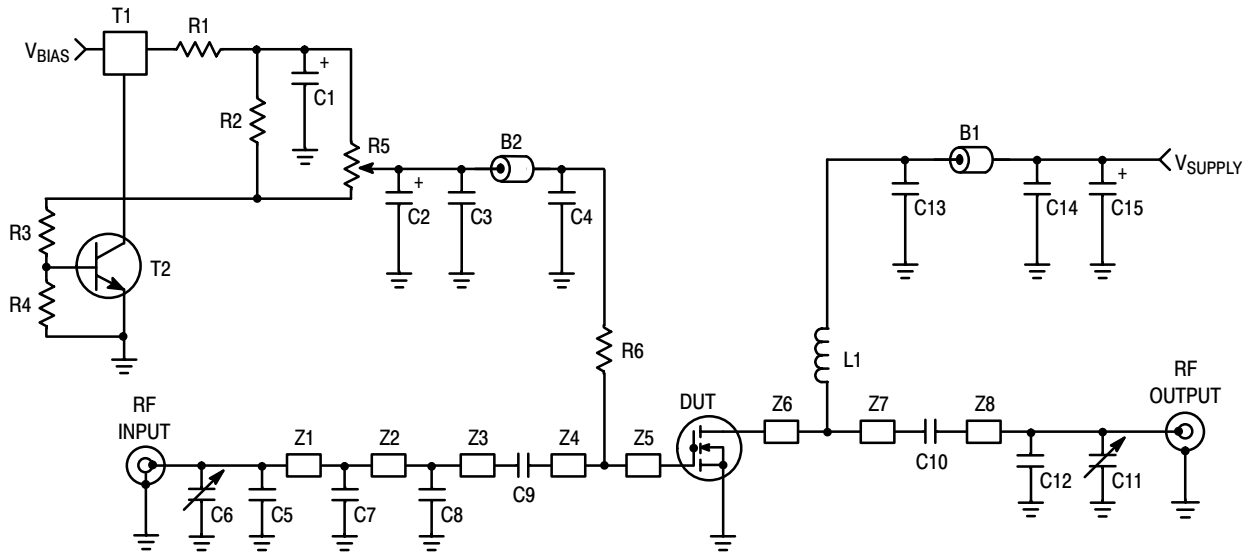 T1
R1
VBIAS
+
C1
R2
R5
B2
B1
VSUPPLY
+
C2
C3
C4
C13
C14
+
C15
R3
T2
R4
R6
L1
RF
INPUT
Z1
Z2
Z3
Z4
Z5
DUT
Z6
Z7
Z8
RF
OUTPUT
C9
C10
C6
C5
C7
C8
C12
C11